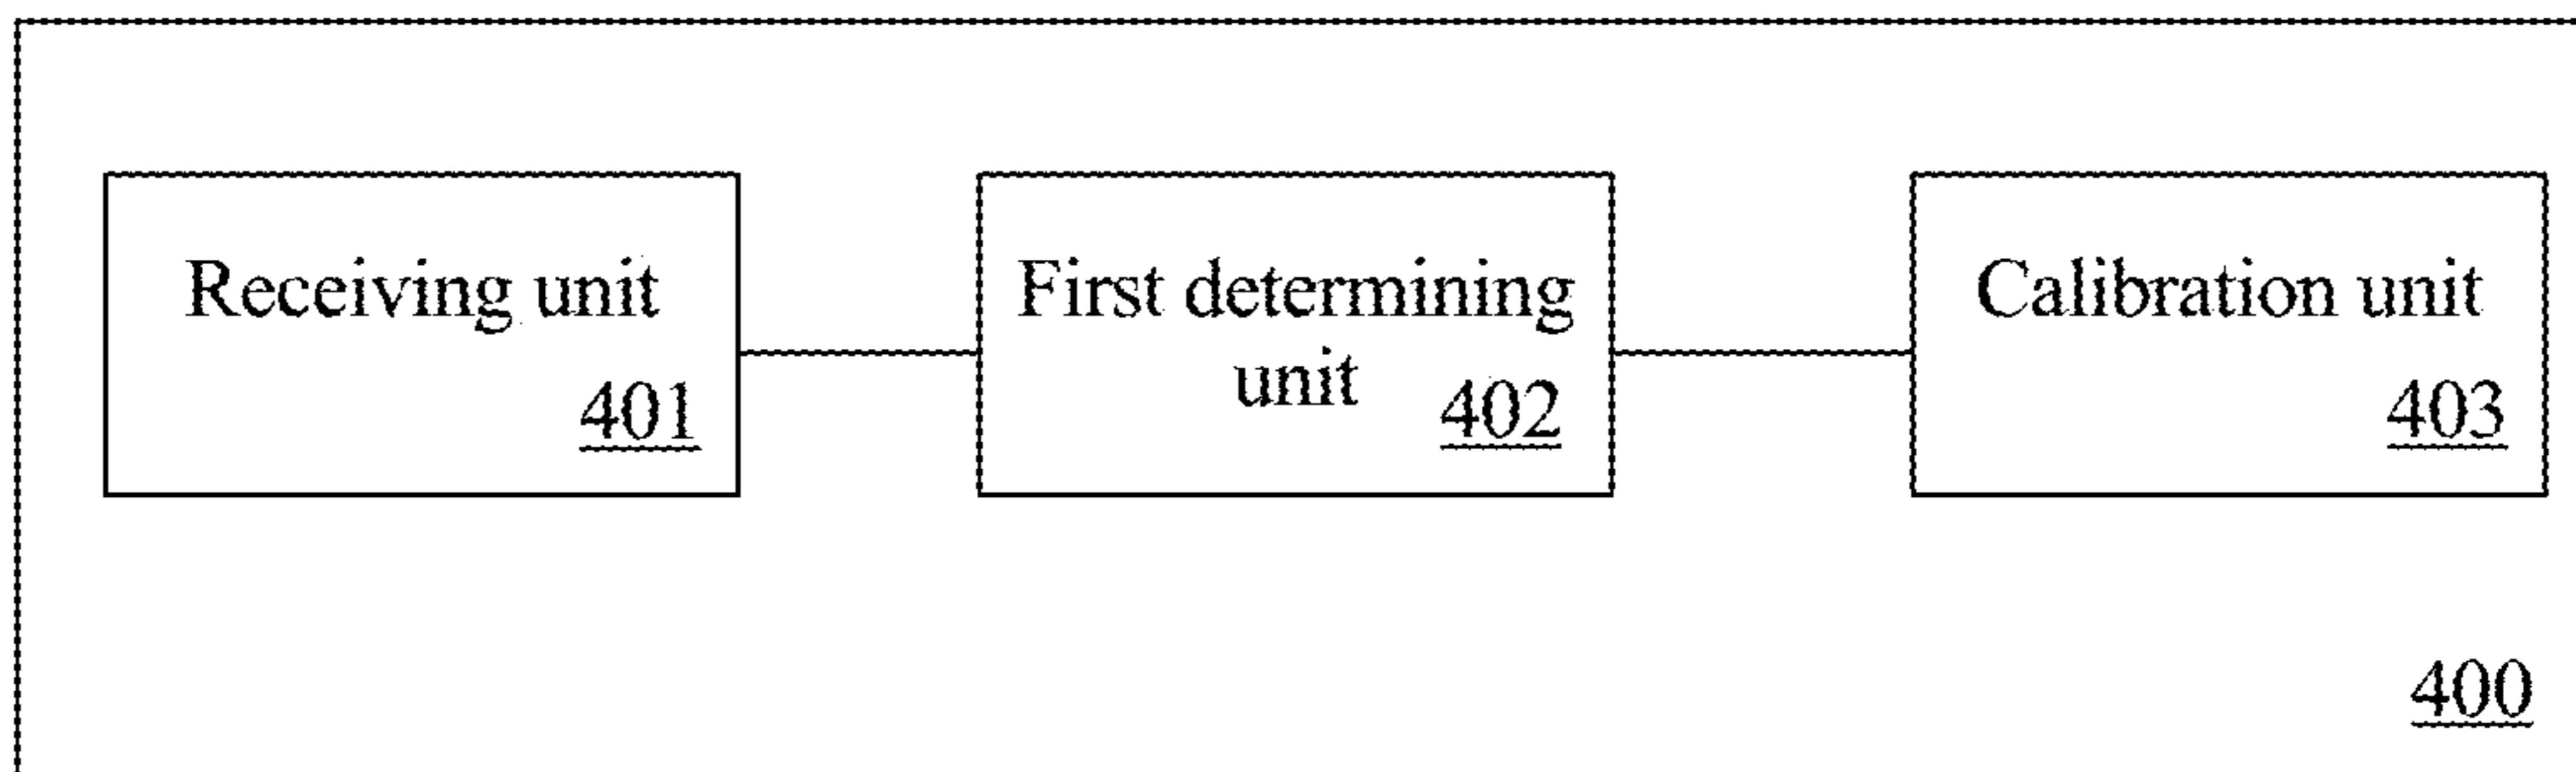 Receiving unit
401
First determining
unit
402
Calibration unit
403
400